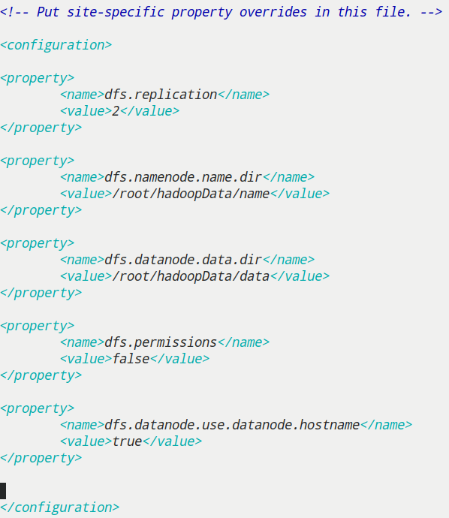 <!-- Put site-specific property overrides in this file. -->
<configuration>
<property>
<name>dfs.replication</name>
<value>2</value>
</property>
<property>
<name>dfs.namenode.name.dir</name>
<value>/root/hadoopData/name</value>
</property>
<property>
<name>dfs.datanode.data.dir</name>
<value>/root/hadoopData/data</value>
</property>
<property>
<name>dfs.permissions</name>
<value>false</value>
</property>
<property>
<name>dfs.datanode.use.datanode.hostname</name>
<value>true</value>
</property>
</configuration>